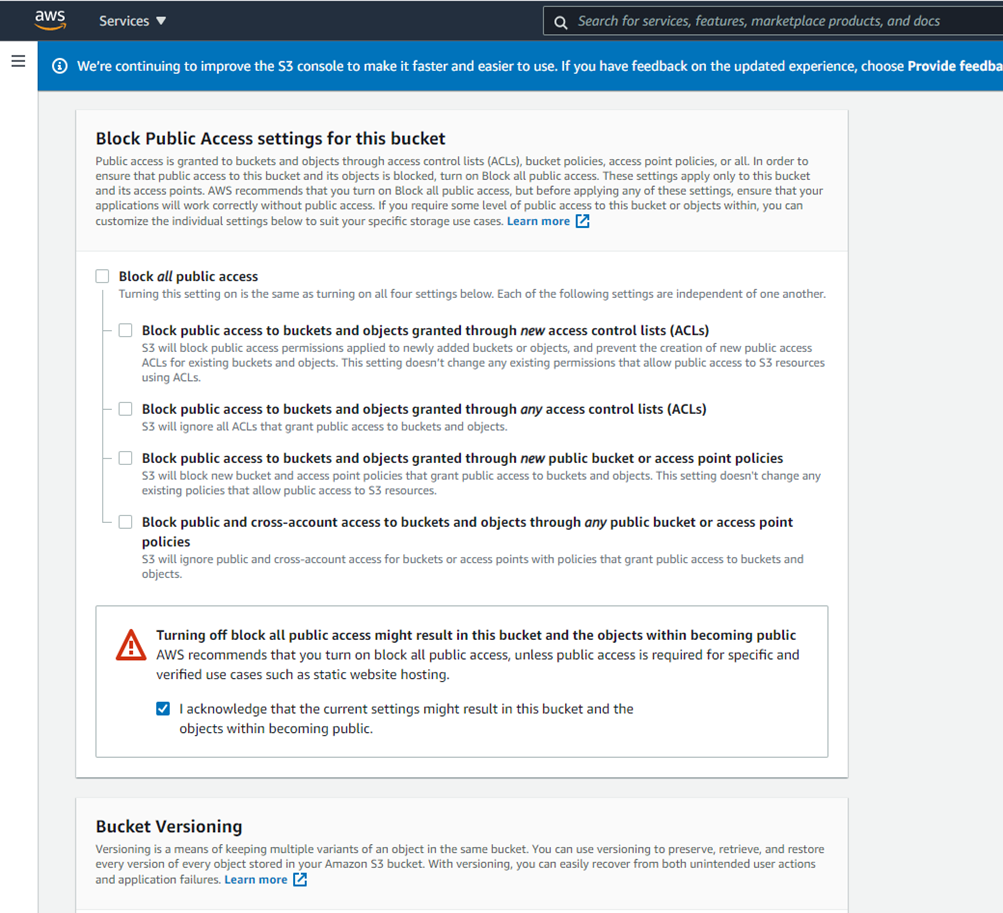 aws
Services ▼
Search for services, features, marketplace products, and docs
We're continuing to improve the S3 console to make it faster and easier to use. If you have feedback on the updated experience, choose Provide feedba
Block Public Access settings for this bucket
Public access is granted to buckets and objects through access control lists (ACLs), bucket policies, access point policies, or all. In order to
ensure that public access to this bucket and its objects is blocked, turn on Block all public access. These settings apply only to this bucket
and its access points. AWS recommends that you turn on Block all public access, but before applying any of these settings, ensure that your
applications will work correctly without public access. If you require some level of public access to this bucket or objects within, you can
customize the individual settings below to suit your specific storage use cases. Learn more
Block all public access
Turning this setting on is the same as turning on all four settings below. Each of the following settings are independent of one another.
Block public access to buckets and objects granted through new access control lists (ACLs)
S3 will block public access permissions applied to newly added buckets or objects, and prevent the creation of new public access
ACLs for existing buckets and objects. This setting doesn't change any existing permissions that allow public access to S3 resources
using ACLs.
Block public access to buckets and objects granted through any access control lists (ACLs)
S3 will ignore all ACLs that grant public access to buckets and objects.
Block public access to buckets and objects granted through new public bucket or access point policies
S3 will block new bucket and access point policies that grant public access to buckets and objects. This setting doesn't change any
existing policies that allow public access to S3 resources.
Block public and cross-account access to buckets and objects through any public bucket or access point
policies
S3 will ignore public and cross-account access for buckets or access points with policies that grant public access to buckets and
objects.
Turning off block all public access might result in this bucket and the objects within becoming public
AWS recommends that you turn on block all public access, unless public access is required for specific and
verified use cases such as static website hosting.
I acknowledge that the current settings might result in this bucket and the
objects within becoming public.
Bucket Versioning
Versioning is a means of keeping multiple variants of an object in the same bucket. You can use versioning to preserve, retrieve, and restore
every version of every object stored in your Amazon S3 bucket. With versioning, you can easily recover from both unintended user actions
and application failures. Learn more